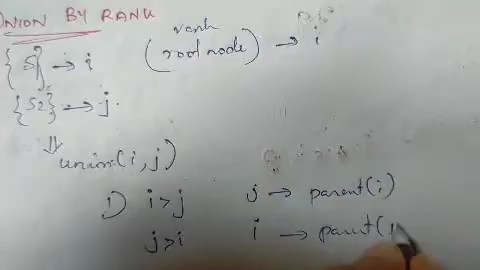 UNION BY RANK
{S1} → i
rank
(root node) → i
{S2} → j.
⇓
union(i, j)
1) i>j j → parent(i)
j>i i → parent(j